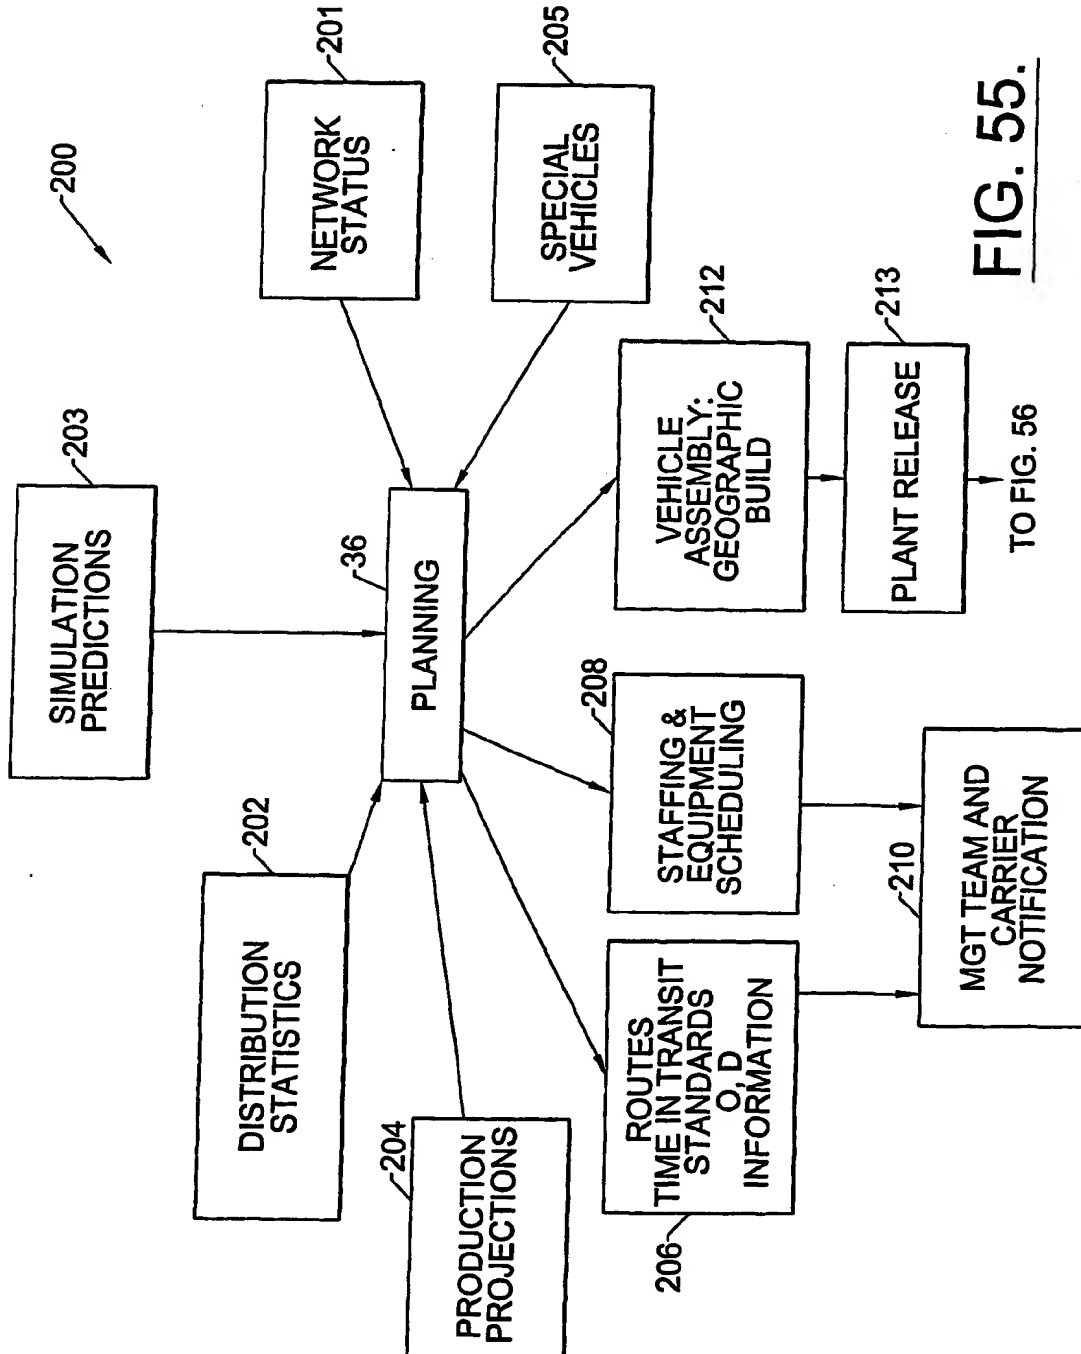 200
203
SIMULATION
PREDICTIONS
202
DISTRIBUTION
STATISTICS
201
NETWORK
STATUS
204
PRODUCTION
PROJECTIONS
36
PLANNING
205
SPECIAL
VEHICLES
206
ROUTES
TIME IN TRANSIT
STANDARDS
O, D
INFORMATION
208
STAFFING &
EQUIPMENT
SCHEDULING
212
VEHICLE
ASSEMBLY:
GEOGRAPHIC
BUILD
210
MGT TEAM AND
CARRIER
NOTIFICATION
213
PLANT RELEASE
TO FIG. 56
FIG. 55.